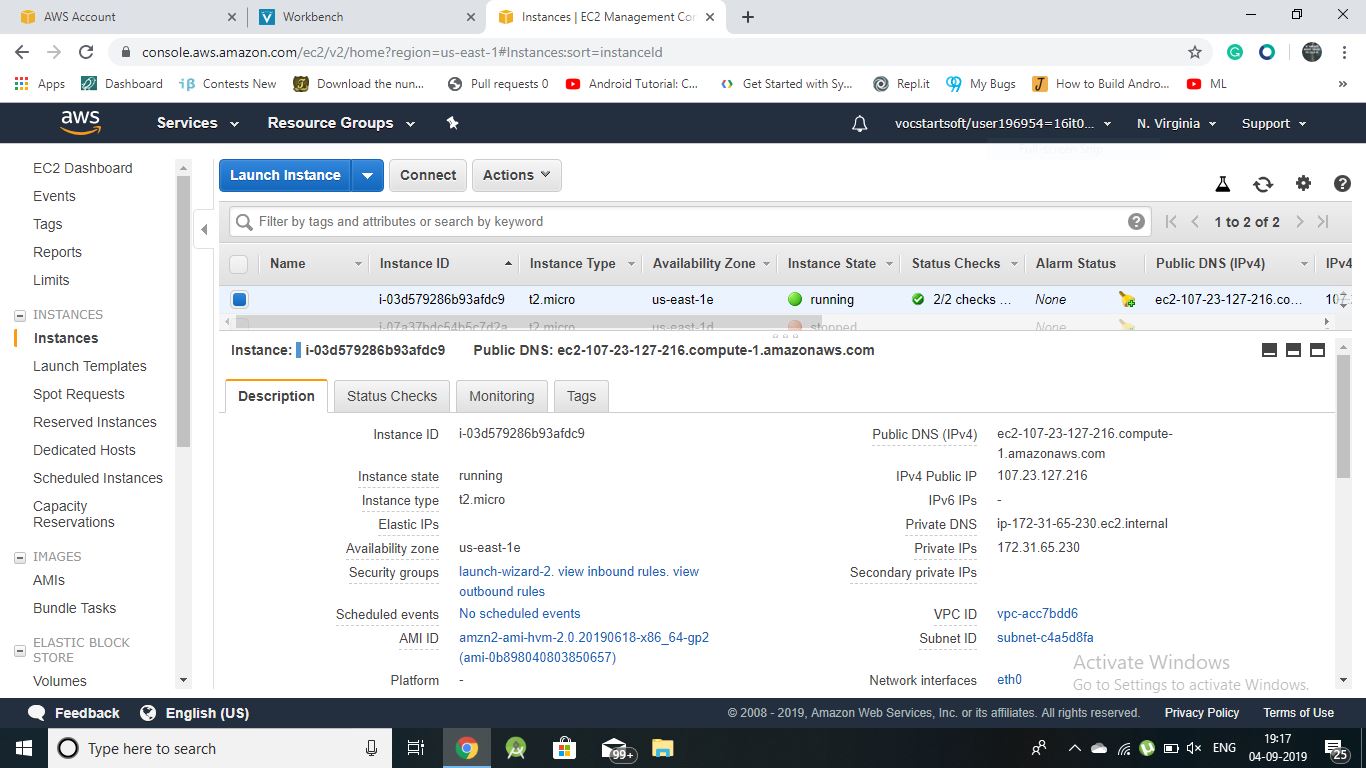 AWS Account
Workbench
Instances | EC2 Management Con
console.aws.amazon.com/ec2/v2/home?region=us-east-1#Instances:sort=instanceId
Apps Dashboard Contests New Download the nun... Pull requests 0 Android Tutorial: C... Get Started with Sy... Repl.it My Bugs How to Build Andro... ML »
aws Services Resource Groups vocstartsoft/user196954=16it0... N. Virginia Support
EC2 Dashboard
Events
Tags
Reports
Limits
INSTANCES
Instances
Launch Templates
Spot Requests
Reserved Instances
Dedicated Hosts
Scheduled Instances
Capacity
Reservations
IMAGES
AMIs
Bundle Tasks
ELASTIC BLOCK
STORE
Volumes
Launch Instance Connect Actions
Filter by tags and attributes or search by keyword
1 to 2 of 2
Name Instance ID Instance Type Availability Zone Instance State Status Checks Alarm Status Public DNS (IPv4) IPv4
i-03d579286b93afdc9 t2.micro us-east-1e running 2/2 checks ... None ec2-107-23-127-216.co...
t2.micro us-east-1d stopped None
Instance: i-03d579286b93afdc9 Public DNS: ec2-107-23-127-216.compute-1.amazonaws.com
Description Status Checks Monitoring Tags
Instance ID i-03d579286b93afdc9
Instance state running
Instance type t2.micro
Elastic IPs
Availability zone us-east-1e
Security groups launch-wizard-2. view inbound rules. view
outbound rules
Scheduled events No scheduled events
AMI ID amzn2-ami-hvm-2.0.20190618-x86_64-gp2
(ami-0b898040803850657)
Platform -
Public DNS (IPv4) ec2-107-23-127-216.compute-
1.amazonaws.com
IPv4 Public IP 107.23.127.216
IPv6 IPs -
Private DNS ip-172-31-65-230.ec2.internal
Private IPs 172.31.65.230
Secondary private IPs
VPC ID vpc-acc7bdd6
Subnet ID subnet-c4a5d8fa
Network interfaces eth0
Activate Windows
Go to Settings to activate Windows.
Feedback English (US) © 2008 - 2019, Amazon Web Services, Inc. or its affiliates. All rights reserved. Privacy Policy Terms of Use
Type here to search
99+
ENG
19:17
04-09-2019
25